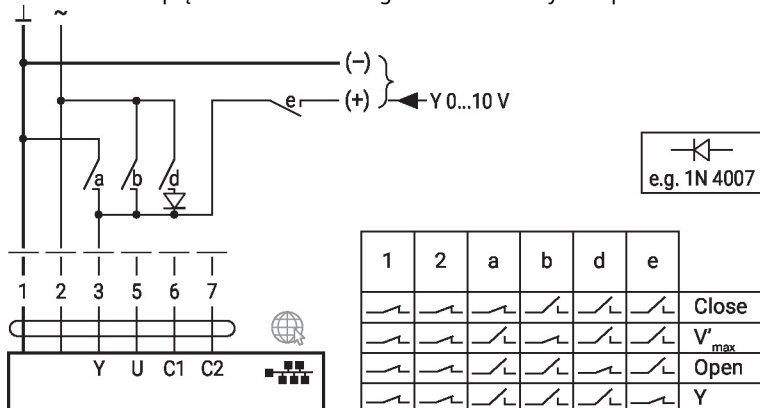 ~
(–)
e (+) Y 0...10 V
a b d
e.g. 1N 4007
1 2 3 5 6 7
Y U C1 C2
1 2 a b d e
Close
V'max
Open
Y